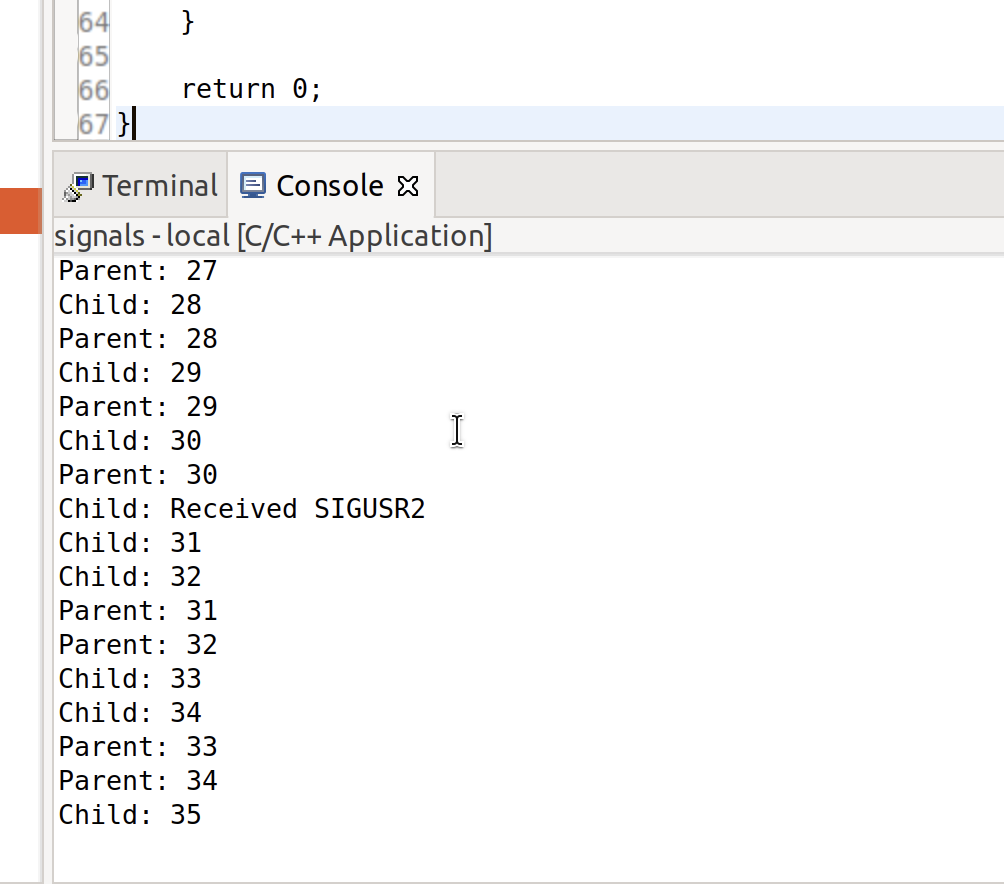 64 }
65
66 return 0;
67 }
Terminal Console
signals - local [C/C++ Application]
Parent: 27
Child: 28
Parent: 28
Child: 29
Parent: 29
Child: 30
Parent: 30
Child: Received SIGUSR2
Child: 31
Child: 32
Parent: 31
Parent: 32
Child: 33
Child: 34
Parent: 33
Parent: 34
Child: 35